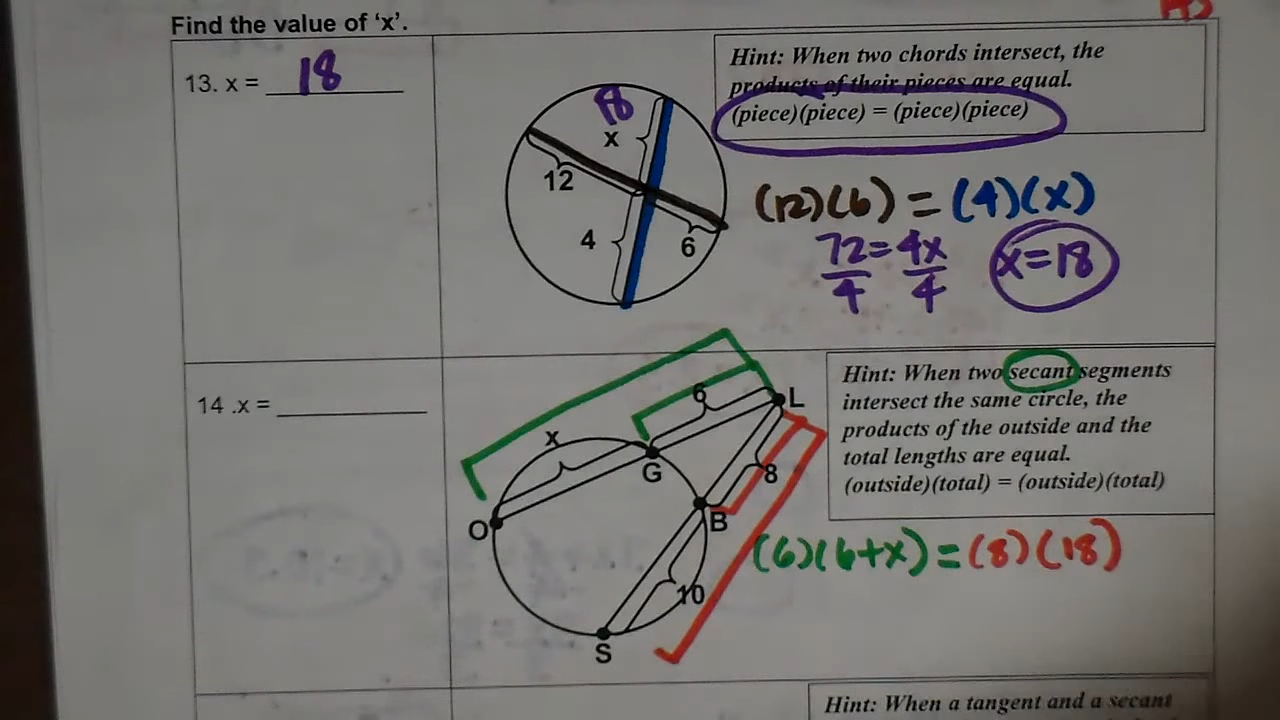 Find the value of ‘x’.
13. x = 18
18
x
12
4
6
Hint: When two chords intersect, the
products of their pieces are equal.
(piece)(piece) = (piece)(piece)
(12)(6) = (4)(x)
72 = 4x
4 4
x=18
14 .x = ____________
x
6
L
G
8
O
B
10
S
Hint: When two secant segments
intersect the same circle, the
products of the outside and the
total lengths are equal.
(outside)(total) = (outside)(total)
(6)(6+x)=(8)(18)
Hint: When a tangent and a secant